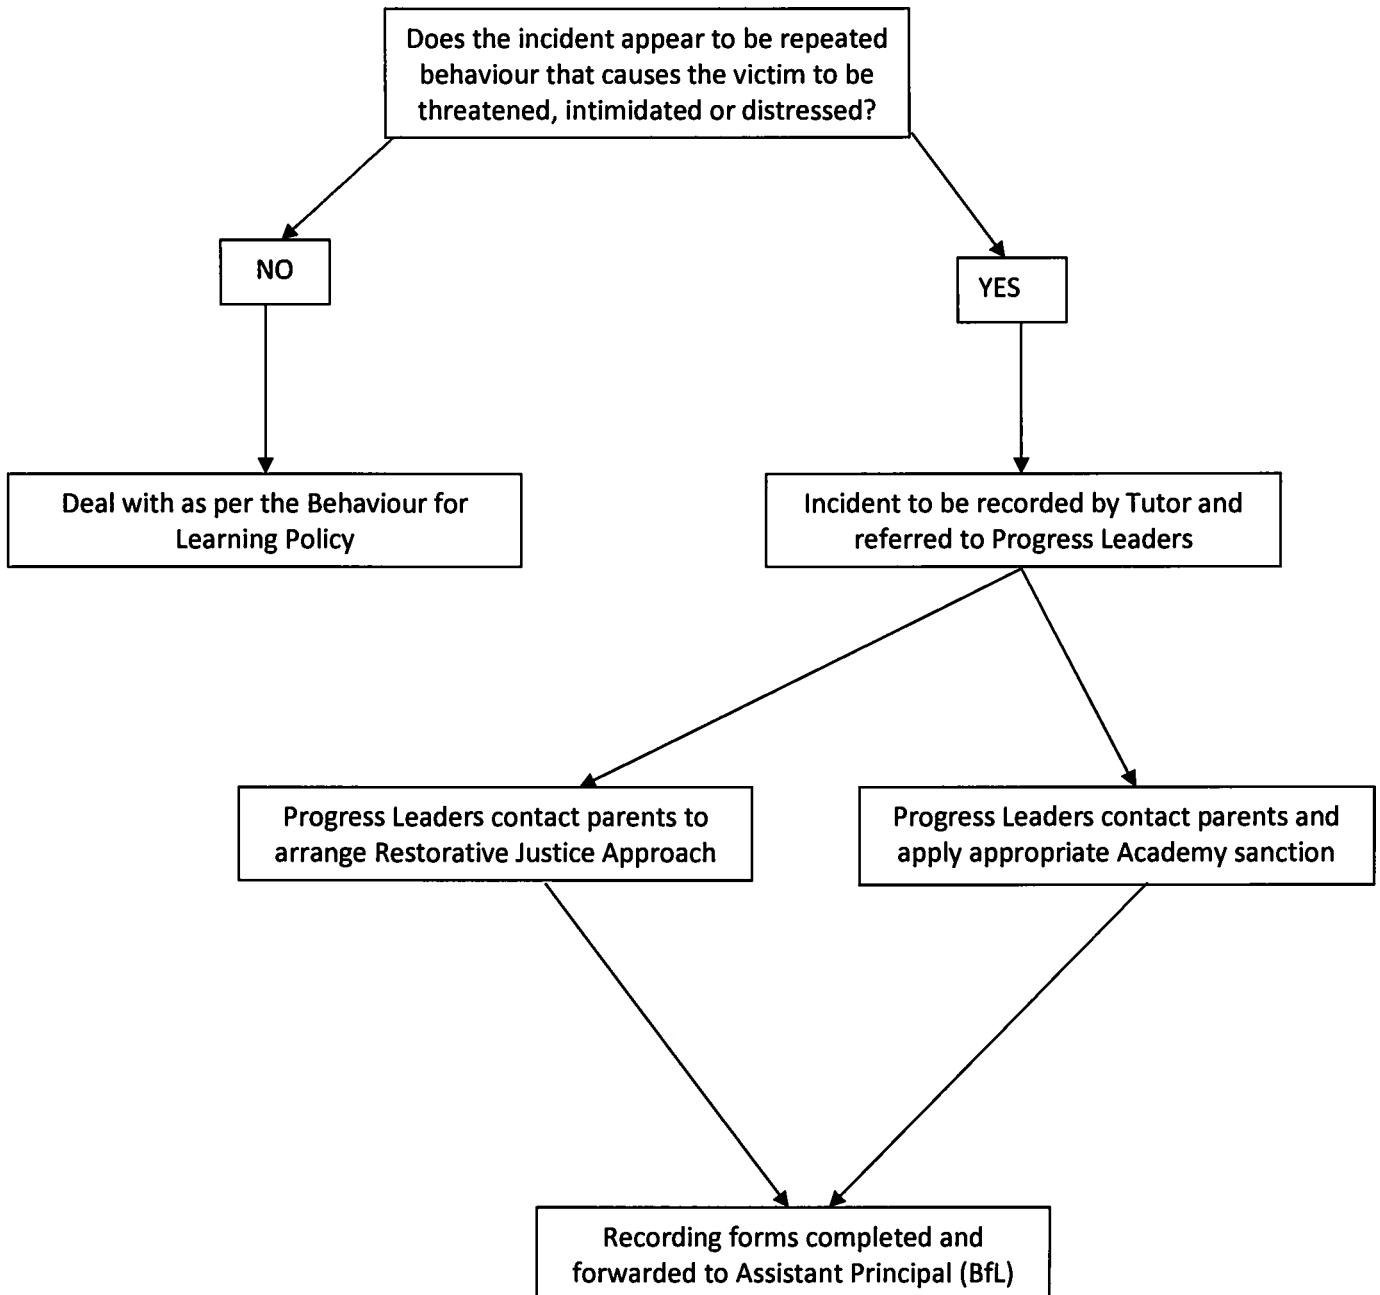 Does the incident appear to be repeated
behaviour that causes the victim to be
threatened, intimidated or distressed?
NO
YES
Deal with as per the Behaviour for
Learning Policy
Incident to be recorded by Tutor and
referred to Progress Leaders
Progress Leaders contact parents to
arrange Restorative Justice Approach
Progress Leaders contact parents and
apply appropriate Academy sanction
Recording forms completed and
forwarded to Assistant Principal (BfL)